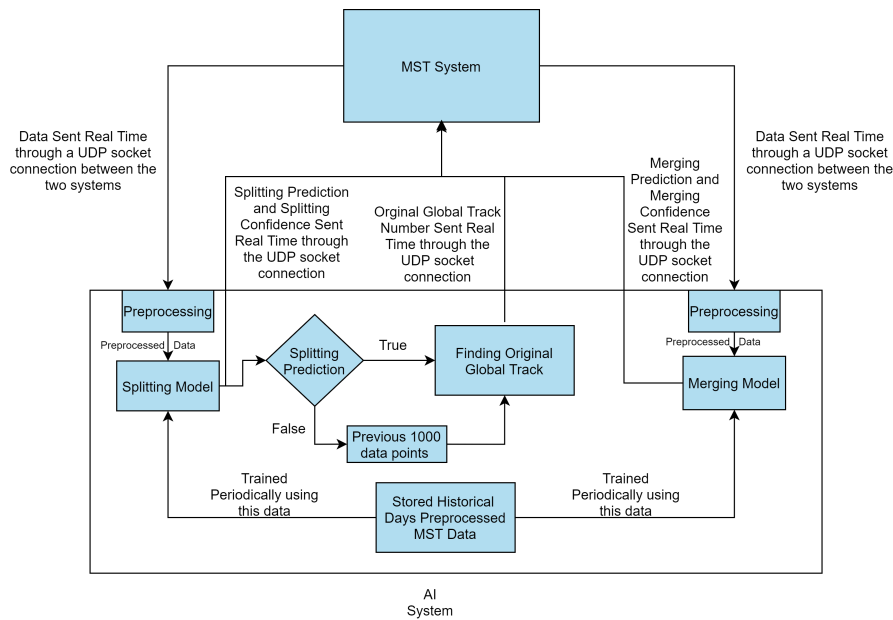 MST System
Data Sent Real Time
through a UDP socket
connection between the
two systems
Splitting Prediction
and Splitting
Confidence Sent
Real Time through
the UDP socket
connection
Orginal Global Track
Number Sent Real
Time through the
UDP socket
connection
Merging
Prediction and
Merging
Confidence
Sent Real Time
through the
UDP socket
connection
Data Sent Real Time
through a UDP socket
connection between the
two systems
Preprocessing
Preprocessed Data
Splitting Model
Splitting
Prediction
True
False
Finding Original
Global Track
Previous 1000
data points
Preprocessing
Preprocessed Data
Merging Model
Trained
Periodically using
this data
Stored Historical
Days Preprocessed
MST Data
Trained
Periodically using
this data
AI
System